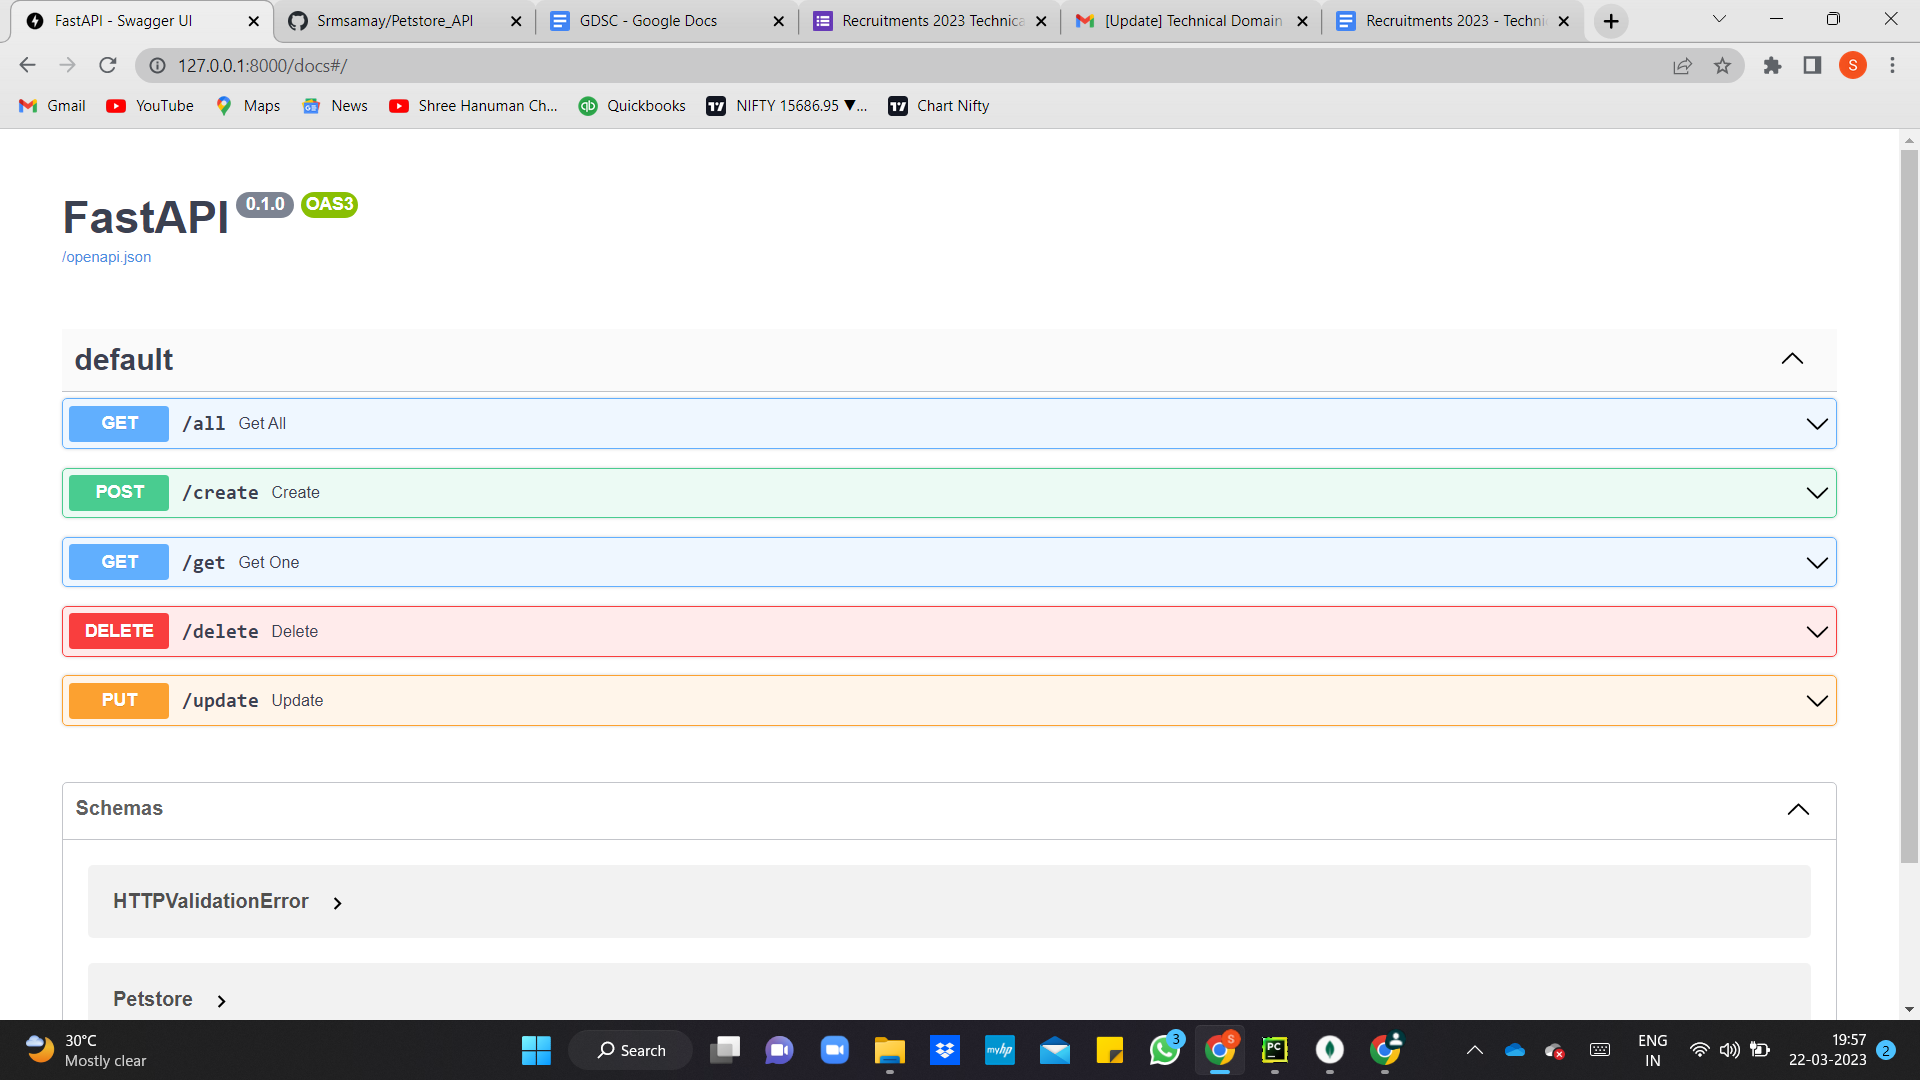 FastAPI - Swagger UI
Srmsamay/Petstore_API
GDSC - Google Docs
Recruitments 2023 Technica
[Update] Technical Domain
Recruitments 2023 - Techni
127.0.0.1:8000/docs#/
S
Gmail
YouTube
Maps
News
Shree Hanuman Ch...
Quickbooks
NIFTY 15686.95 ▼...
Chart Nifty
FastAPI 0.1.0 OAS3
/openapi.json
default
GET /all Get All
POST /create Create
GET /get Get One
DELETE /delete Delete
PUT /update Update
Schemas
HTTPValidationError
Petstore
30°C
Mostly clear
Search
myhp
3
S
PC
ENG
IN
19:57
22-03-2023
2